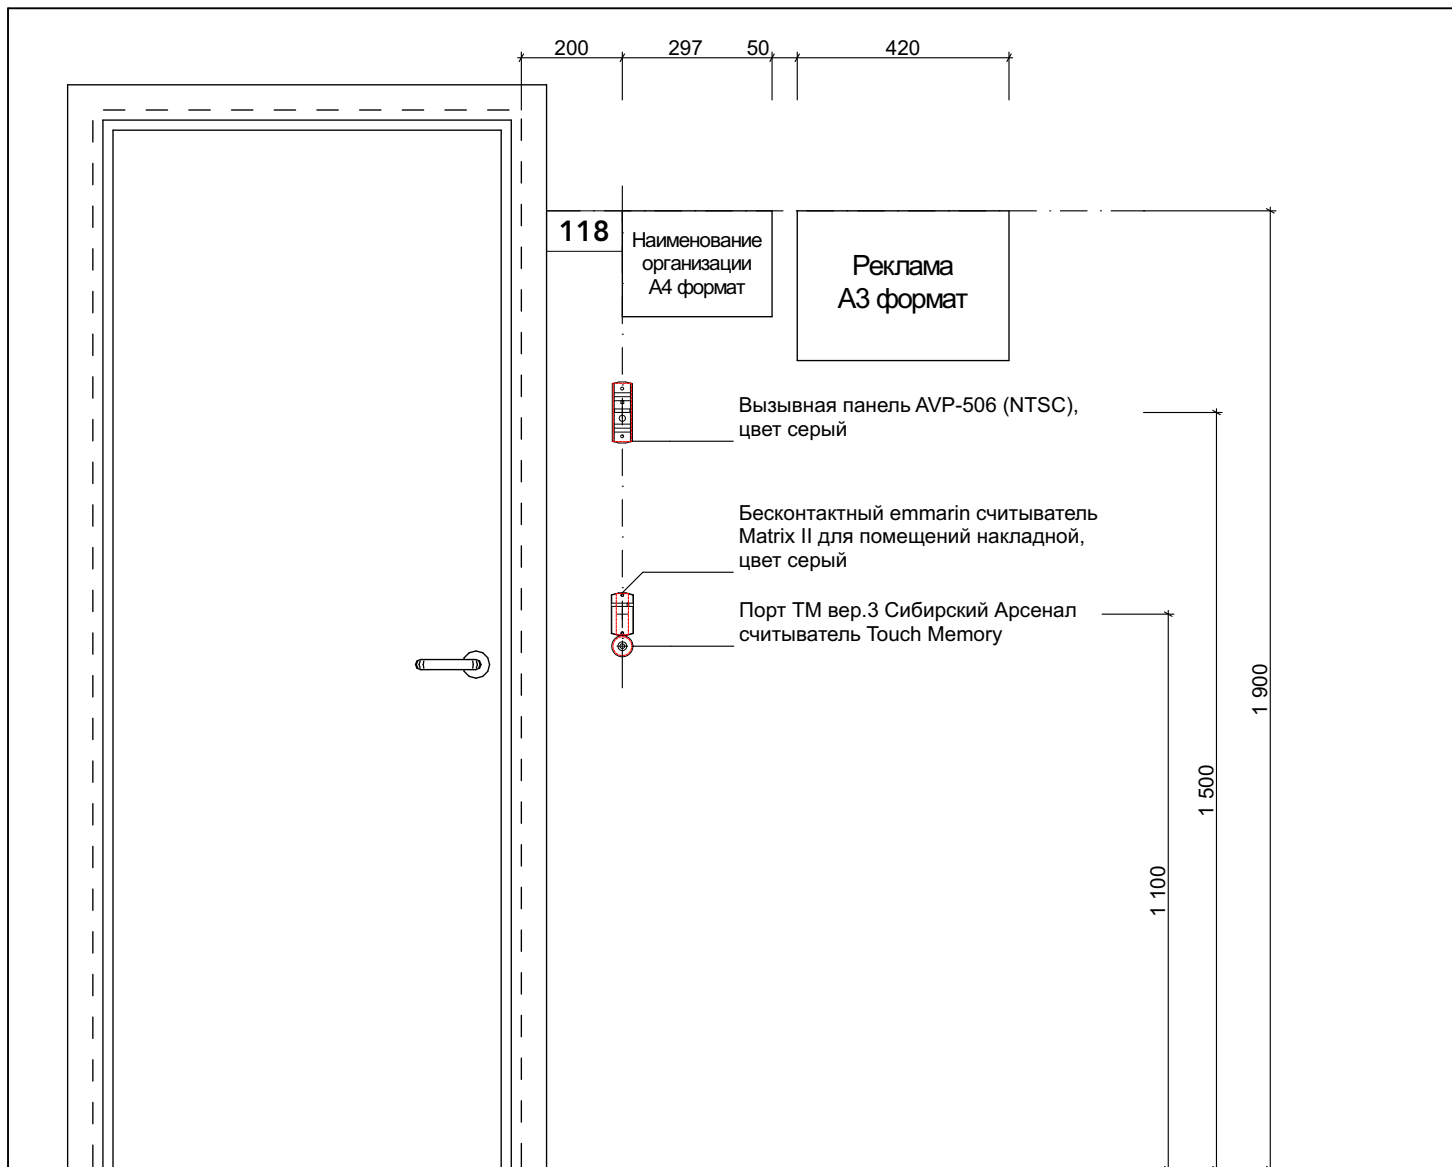 200 297 50 420
118
Наименование
организации
А4 формат
Реклама
А3 формат
Вызывная панель AVP-506 (NTSC),
цвет серый
Бесконтактный emmarin считыватель
Matrix II для помещений накладной,
цвет серый
Порт ТМ вер.3 Сибирский Арсенал
считыватель Touch Memory
1 900
1 500
1 100